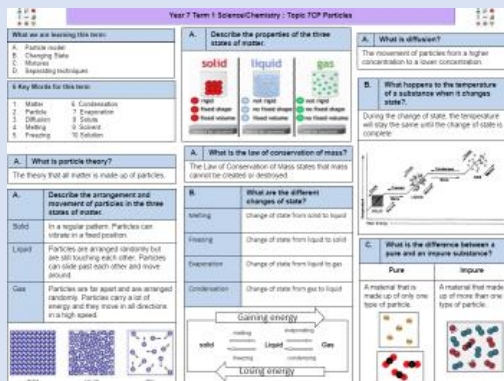 Year 7 Term 1 Science/Chemistry : Topic 7CP Particles
What we are learning this term:
A. Particle model
B. Changing State
C. Mixtures
D. Separating techniques
6 Key Words for this term:
1 Matter
2 Particle
3 Diffusion
4 Melting
5 Freezing
6 Condensation
7 Evaporation
8 Solute
9 Solvent
10 Solution
A. What is particle theory?
The theory that all matter is made up of particles.
A. Describe the arrangement and
movement of particles in the three
states of matter.
Solid
In a regular pattern. Particles can
vibrate in a fixed position.
Liquid
Particles are arranged randomly but
are still touching each other. Particles
can slide past each other and move
around.
Gas
Particles are far apart and are arranged
randomly. Particles carry a lot of
energy and they move in all directions
in a high speed.
A. Describe the properties of the three
states of matter.
solid
liquid
gas
rigid
fixed shape
fixed volume
not rigid
no fixed shape
fixed volume
not rigid
no fixed shape
no fixed volume
A. What is the law of conservation of mass?
The Law of Conservation of Mass states that mass
cannot be created or destroyed.
B. What are the different
changes of state?
Melting
Change of state from solid to liquid
Freezing
Change of state from liquid to solid
Evaporation
Change of state from liquid to gas
Condensation
Change of state from gas to liquid
Gaining energy
melting
evaporating
solid
Liquid
Gas
freezing
condensing
Losing energy
A. What is diffusion?
The movement of particles from a higher
concentration to a lower concentration.
B. What happens to the temperature
of a substance when it changes
state?
During the change of state, the temperature
will stay the same until the change of state is
complete.
C. What is the difference between a
pure and an impure substance?
Pure
Impure
A material that is
made up of only one
type of particle.
A material that made
up of more than one
type of particle.